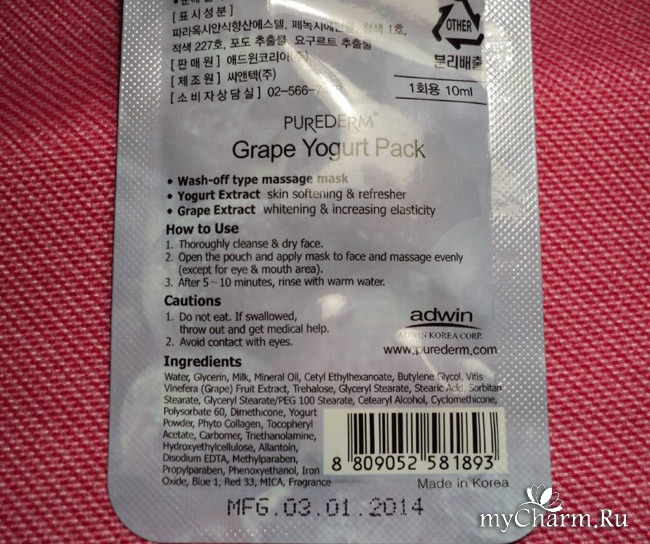 [ 표시성분 ]
파라옥시안식향산에스텔, 페녹시에탄올, 청색 1호,
적색 227호, 포도 추출물, 요구르트 추출물
[ 판 매 원 ] 애드윈코리아(주)
[ 제 조 원 ] 씨앤텍(주)
[ 소 비 자 상 담 실 ] 02-566-
OTHER
분리배출
1회용 10ml
PUREDERM®
Grape Yogurt Pack
• Wash-off type massage mask
• Yogurt Extract skin softening & refresher
• Grape Extract whitening & increasing elasticity
How to Use
1. Thoroughly cleanse & dry face.
2. Open the pouch and apply mask to face and massage evenly
(except for eye & mouth area).
3. After 5~10 minutes, rinse with warm water.
Cautions
1. Do not eat. If swallowed,
throw out and get medical help.
2. Avoid contact with eyes.
adwin
ADWIN KOREA CORP.
www.purederm.com
Ingredients
Water, Glycerin, Milk, Mineral Oil, Cetyl Ethylhexanoate, Butylene Glycol, Vitis
Vinefera (Grape) Fruit Extract, Trehalose, Glyceryl Stearate, Stearic Acid, Sorbitan
Stearate, Glyceryl Stearate/PEG 100 Stearate, Cetearyl Alcohol, Cyclomethicone,
Polysorbate 60, Dimethicone, Yogurt
Powder, Phyto Collagen, Tocopheryl
Acetate, Carbomer, Triethanolamine,
Hydroxyethylcellulose, Allantoin,
Disodium EDTA, Methylparaben,
Propylparaben, Phenoxyethanol, Iron
Oxide, Blue 1, Red 33, MICA, Fragrance
8 809052 581893
Made in Korea
MFG.03.01.2014
myCharm.Ru